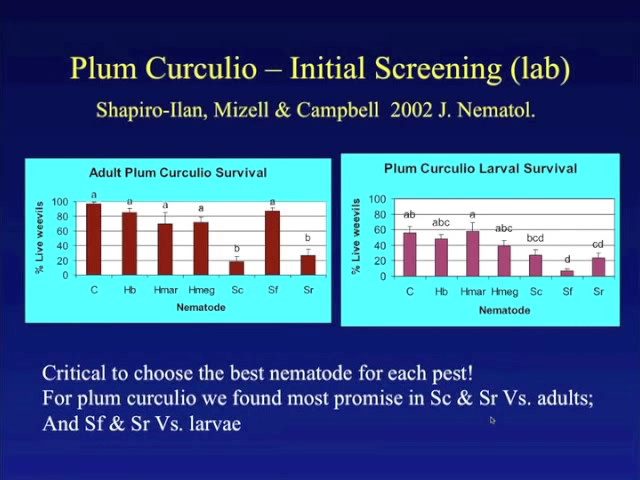 Plum Curculio – Initial Screening (lab)
Shapiro-Ilan, Mizell & Campbell 2002 J. Nematol.
Adult Plum Curculio Survival
% Live weevils
100
80
60
40
20
0
a
a
a
a
b
a
b
C Hb Hmar Hmeg Sc Sf Sr
Nematode
Plum Curculio Larval Survival
% Live weevils
100
80
60
40
20
0
ab
abc
a
abc
bcd
d
cd
C Hb Hmar Hmeg Sc Sf Sr
Nematode
Critical to choose the best nematode for each pest!
For plum curculio we found most promise in Sc & Sr Vs. adults;
And Sf & Sr Vs. larvae